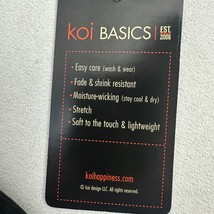 koi BASICS EST. 2006
- Easy care (wash & wear)
- Fade & shrink resistant
- Moisture-wicking (stay cool & dry)
- Stretch
- Soft to the touch & lightweight
koihappiness.com
© koi design LLC. All rights reserved.